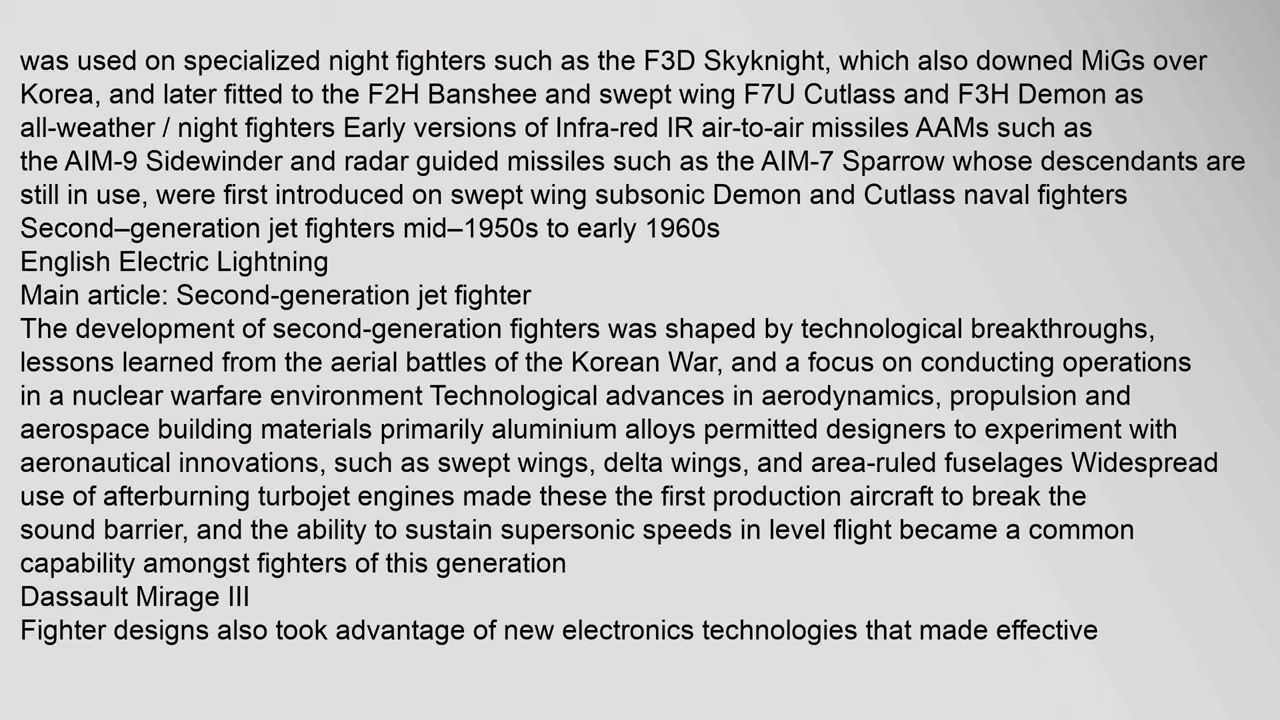 was used on specialized night fighters such as the F3D Skyknight, which also downed MiGs over
Korea, and later fitted to the F2H Banshee and swept wing F7U Cutlass and F3H Demon as
all-weather / night fighters Early versions of Infra-red IR air-to-air missiles AAMs such as
the AIM-9 Sidewinder and radar guided missiles such as the AIM-7 Sparrow whose descendants are
still in use, were first introduced on swept wing subsonic Demon and Cutlass naval fighters
Second–generation jet fighters mid–1950s to early 1960s
English Electric Lightning
Main article: Second-generation jet fighter
The development of second-generation fighters was shaped by technological breakthroughs,
lessons learned from the aerial battles of the Korean War, and a focus on conducting operations
in a nuclear warfare environment Technological advances in aerodynamics, propulsion and
aerospace building materials primarily aluminium alloys permitted designers to experiment with
aeronautical innovations, such as swept wings, delta wings, and area-ruled fuselages Widespread
use of afterburning turbojet engines made these the first production aircraft to break the
sound barrier, and the ability to sustain supersonic speeds in level flight became a common
capability amongst fighters of this generation
Dassault Mirage III
Fighter designs also took advantage of new electronics technologies that made effective